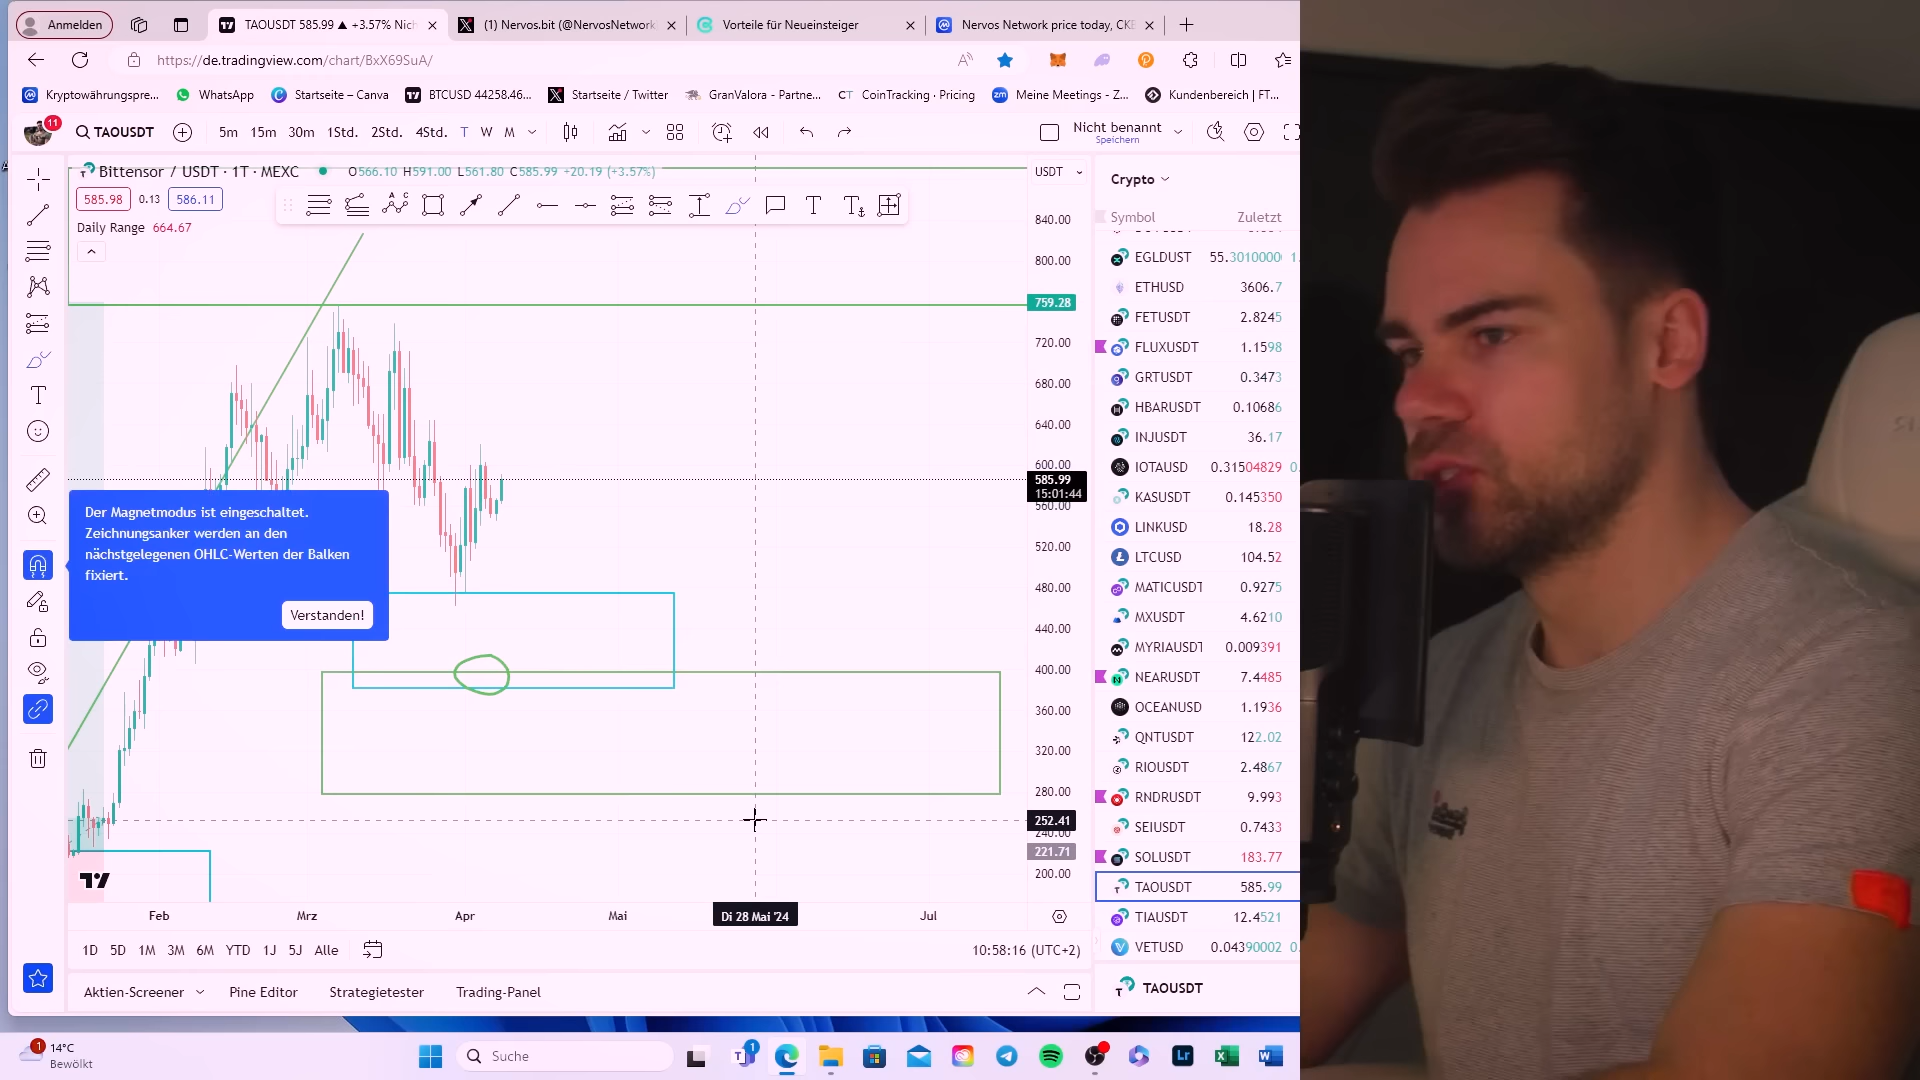 Anmelden
TAOUSDT 585.99 ▲ +3.57% Nich
(1) Nervos.bit (@NervosNetwork
Vorteile für Neueinsteiger
Nervos Network price today, CKB
https://de.tradingview.com/chart/BxX69SuA/
Kryptowährungspre...
WhatsApp
Startseite – Canva
BTCUSD 44258.46...
Startseite / Twitter
GranValora - Partne...
CoinTracking · Pricing
Meine Meetings - Z...
Kundenbereich | FT...
11
TAOUSDT
5m 15m 30m 1Std. 2Std. 4Std. T W M
Nicht benannt
Speichern
Bittensor / USDT · 1T · MEXC
O566.10 H591.00 L561.80 C585.99 +20.19 (+3.57%)
585.98 0.13 586.11
Daily Range 664.67
USDT
840.00
800.00
759.28
720.00
680.00
640.00
600.00
585.99
15:01:44
560.00
520.00
480.00
440.00
400.00
360.00
320.00
280.00
252.41
240.00
221.71
200.00
Der Magnetmodus ist eingeschaltet.
Zeichnungsanker werden an den
nächstgelegenen OHLC-Werten der Balken
fixiert.
Verstanden!
Feb Mrz Apr Mai Di 28 Mai '24 Jul
1D 5D 1M 3M 6M YTD 1J 5J Alle
10:58:16 (UTC+2)
Aktien-Screener Pine Editor Strategietester Trading-Panel
Crypto
Symbol Zuletzt
EGLDUST 55.3010000
ETHUSD 3606.7
FETUSDT 2.8245
FLUXUSDT 1.1598
GRTUSDT 0.3473
HBARUSDT 0.10686
INJUSDT 36.17
IOTAUSD 0.31504829
KASUSDT 0.145350
LINKUSD 18.28
LTCUSD 104.52
MATICUSDT 0.9275
MXUSDT 4.6210
MYRIAUSDT 0.009391
NEARUSDT 7.4485
OCEANUSD 1.1936
QNTUSDT 122.02
RIOUSDT 2.4867
RNDRUSDT 9.993
SEIUSDT 0.7433
SOLUSDT 183.77
TAOUSDT 585.99
TIAUSDT 12.4521
VETUSD 0.04390002
TAOUSDT
14°C
Bewölkt
Suche